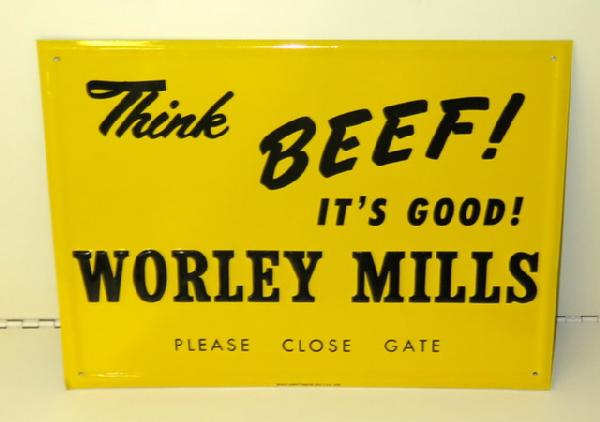 Think
BEEF!
IT'S GOOD!
WORLEY MILLS
PLEASE CLOSE GATE